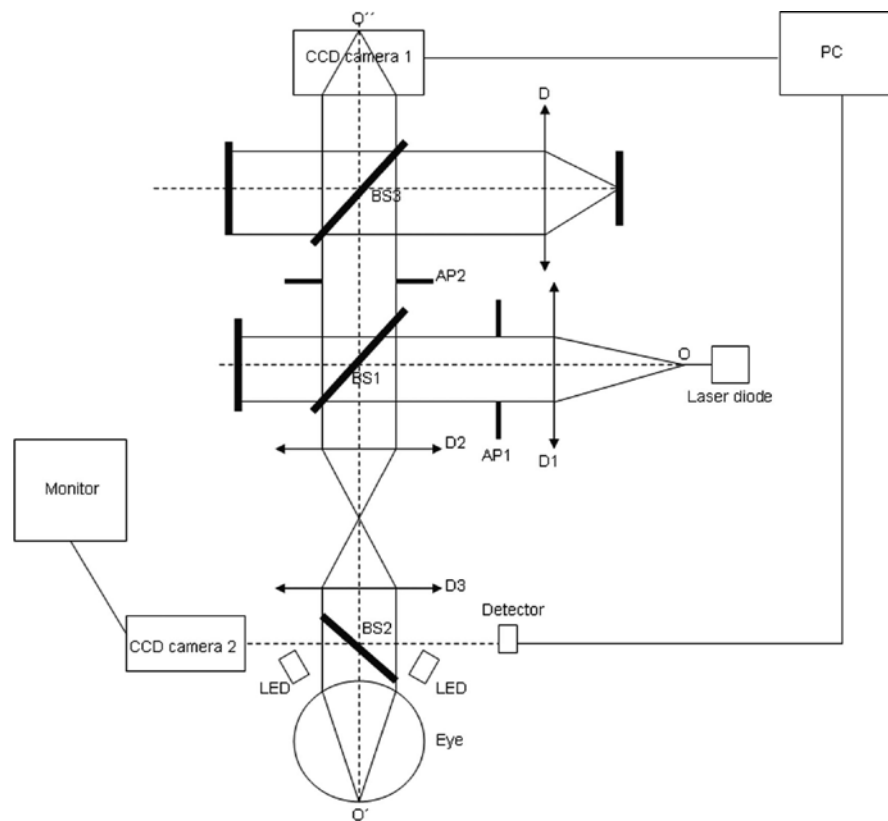 O´´
CCD camera 1
PC
D
BS3
AP2
O
BS1
Laser diode
D2
AP1
D1
Monitor
D3
Detector
BS2
CCD camera 2
LED
LED
Eye
O´